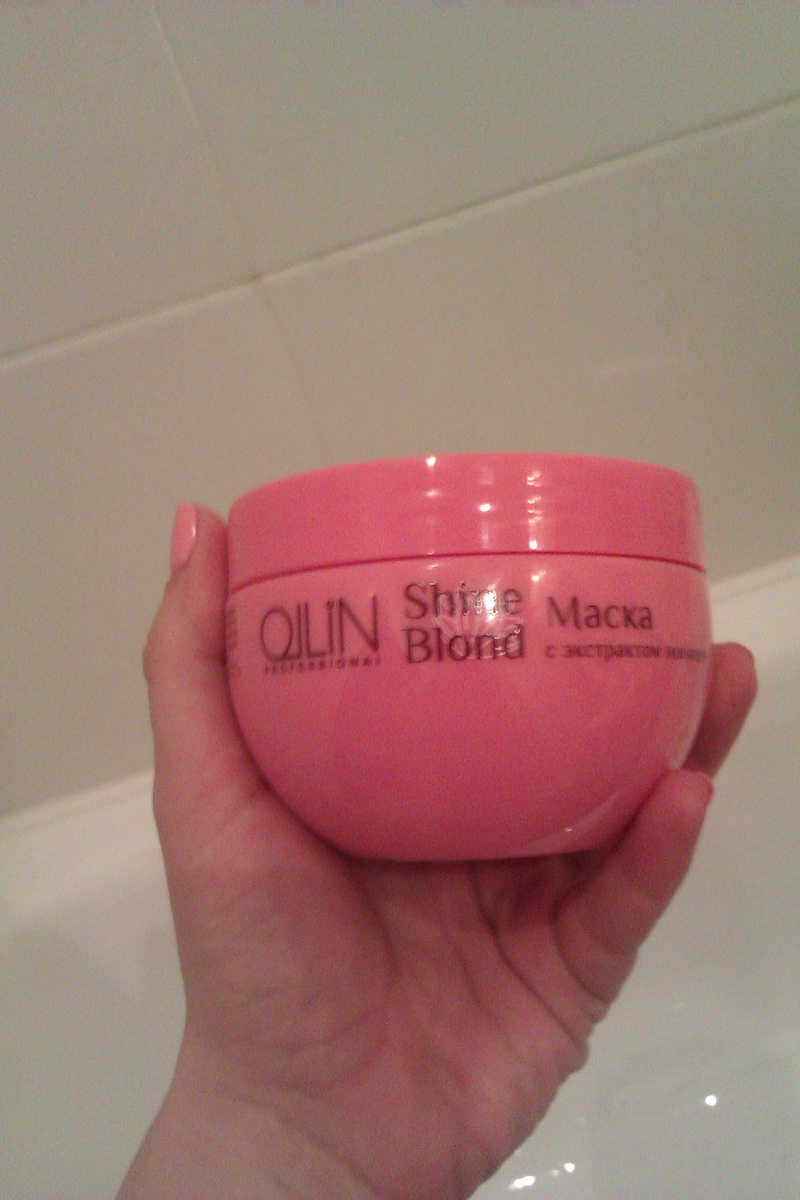 OLLIN
PROFESSIONAL
Shine
Blond
Маска
с экстрактом